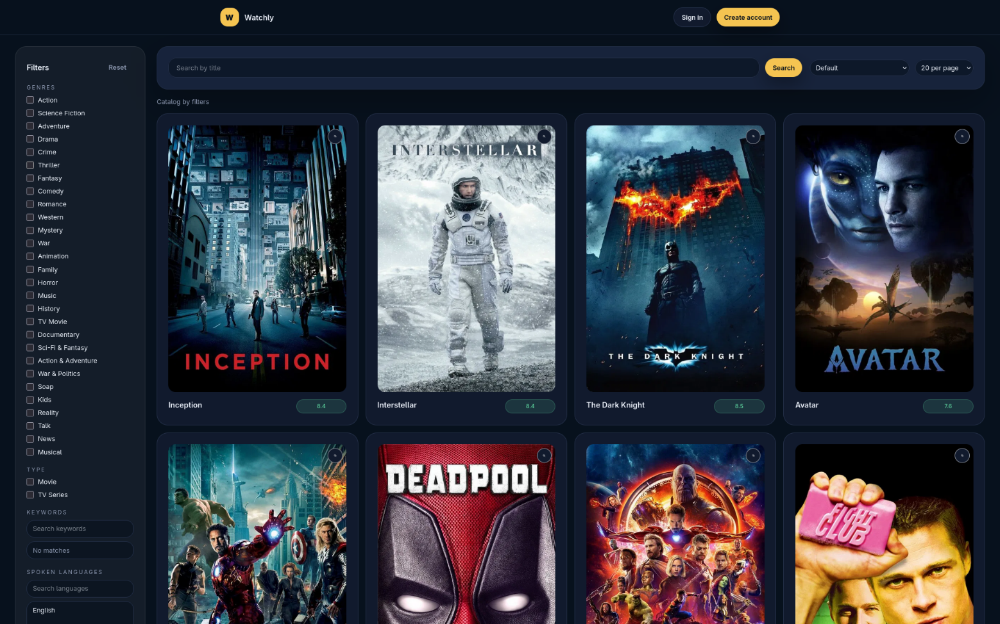 W Watchly
Sign in
Create account
Filters
Reset
GENRES
Action
Science Fiction
Adventure
Drama
Crime
Thriller
Fantasy
Comedy
Romance
Western
Mystery
War
Animation
Family
Horror
Music
History
TV Movie
Documentary
Sci-Fi & Fantasy
Action & Adventure
War & Politics
Soap
Kids
Reality
Talk
News
Musical
TYPE
Movie
TV Series
KEYWORDS
Search keywords
No matches
SPOKEN LANGUAGES
Search languages
English
Search by title
Search
Default
20 per page
Catalog by filters
INCEPTION
Inception
8.4
INTERSTELLAR
Interstellar
8.4
THE DARK KNIGHT
The Dark Knight
8.5
AVATAR
Avatar
7.6
DEADPOOL
FIGHT
CLUB